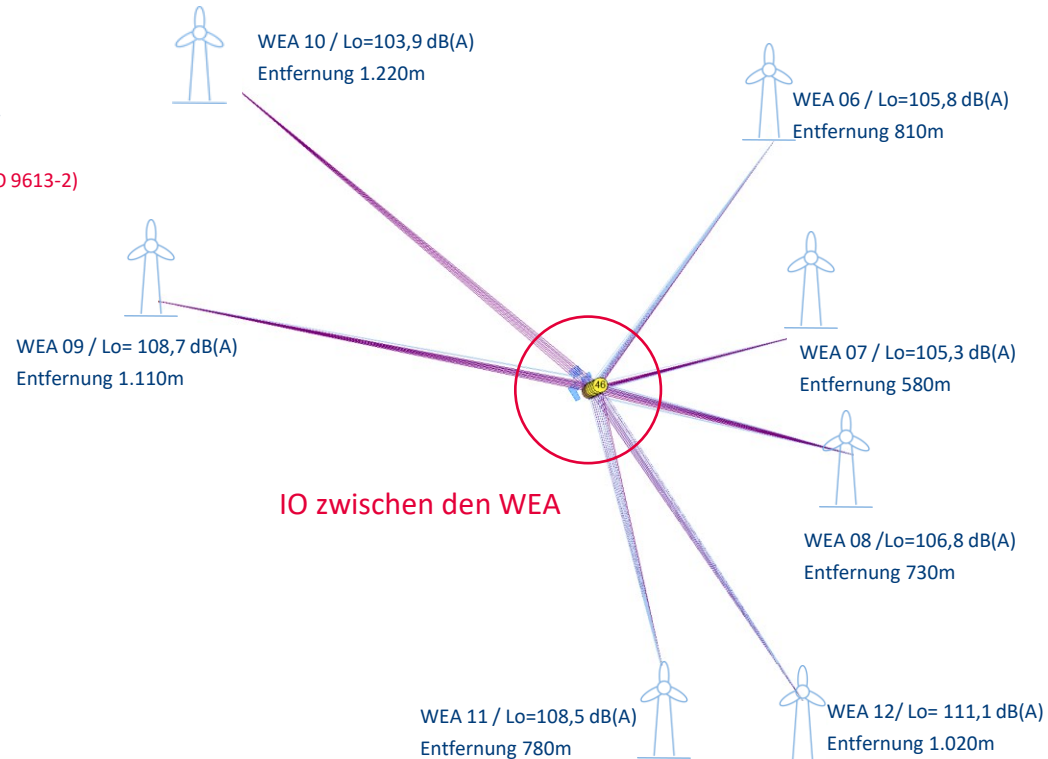 WEA 10 / Lo=103,9 dB(A)
Entfernung 1.220m
WEA 06 / Lo=105,8 dB(A)
Entfernung 810m
9613-2)
WEA 09 / Lo= 108,7 dB(A)
Entfernung 1.110m
WEA 07 / Lo=105,3 dB(A)
Entfernung 580m
46
IO zwischen den WEA
WEA 08 /Lo=106,8 dB(A)
Entfernung 730m
WEA 11 / Lo=108,5 dB(A)
Entfernung 780m
WEA 12/ Lo= 111,1 dB(A)
Entfernung 1.020m